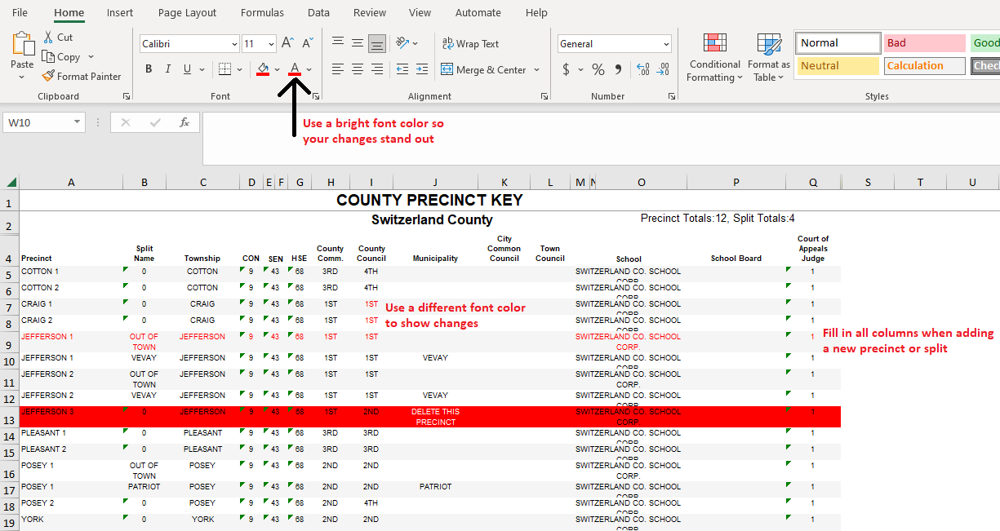 File Home Insert Page Layout Formulas Data Review View Automate Help
Paste
Cut
Copy
Format Painter
Clipboard
Calibri 11 A A
B I U A
Font
ab Wrap Text
Merge & Center
Alignment
General
$ % 9
Number
Conditional
Formatting
Format as
Table
Normal Bad Good
Neutral Calculation Chec
Styles
W10 fx
Use a bright font color so
your changes stand out
A B C D E F G H I J K L M N O P Q S T U
1 COUNTY PRECINCT KEY
2 Switzerland County Precinct Totals:12, Split Totals:4
4 Precinct Split Name Township CON SEN HSE County Comm. County Council Municipality City Common Council Town Council School School Board Court of Appeals Judge
5 COTTON 1 0 COTTON 9 43 68 3RD 4TH SWITZERLAND CO. SCHOOL CORP. 1
6 COTTON 2 0 COTTON 9 43 68 3RD 4TH SWITZERLAND CO. SCHOOL CORP. 1
7 CRAIG 1 0 CRAIG 9 43 68 1ST 1ST SWITZERLAND CO. SCHOOL CORP. 1
8 CRAIG 2 0 CRAIG 9 43 68 1ST 1ST SWITZERLAND CO. SCHOOL CORP. 1
Use a different font color
to show changes
9 JEFFERSON 1 OUT OF TOWN JEFFERSON 9 43 68 1ST 1ST SWITZERLAND CO. SCHOOL CORP. 1
Fill in all columns when adding
a new precinct or split
10 JEFFERSON 1 VEVAY JEFFERSON 9 43 68 1ST 1ST VEVAY SWITZERLAND CO. SCHOOL CORP. 1
11 JEFFERSON 2 OUT OF TOWN JEFFERSON 9 43 68 1ST 1ST SWITZERLAND CO. SCHOOL CORP. 1
12 JEFFERSON 2 VEVAY JEFFERSON 9 43 68 1ST 1ST VEVAY SWITZERLAND CO. SCHOOL CORP. 1
13 JEFFERSON 3 0 JEFFERSON 9 43 68 1ST 2ND DELETE THIS PRECINCT SWITZERLAND CO. SCHOOL CORP. 1
14 PLEASANT 1 0 PLEASANT 9 43 68 3RD 3RD SWITZERLAND CO. SCHOOL CORP. 1
15 PLEASANT 2 0 PLEASANT 9 43 68 3RD 3RD SWITZERLAND CO. SCHOOL CORP. 1
16 POSEY 1 OUT OF TOWN POSEY 9 43 68 2ND 2ND SWITZERLAND CO. SCHOOL CORP. 1
17 POSEY 1 PATRIOT POSEY 9 43 68 2ND 2ND PATRIOT SWITZERLAND CO. SCHOOL CORP. 1
18 POSEY 2 0 POSEY 9 43 68 2ND 4TH SWITZERLAND CO. SCHOOL CORP. 1
19 YORK 0 YORK 9 43 68 2ND 2ND SWITZERLAND CO. SCHOOL CORP. 1